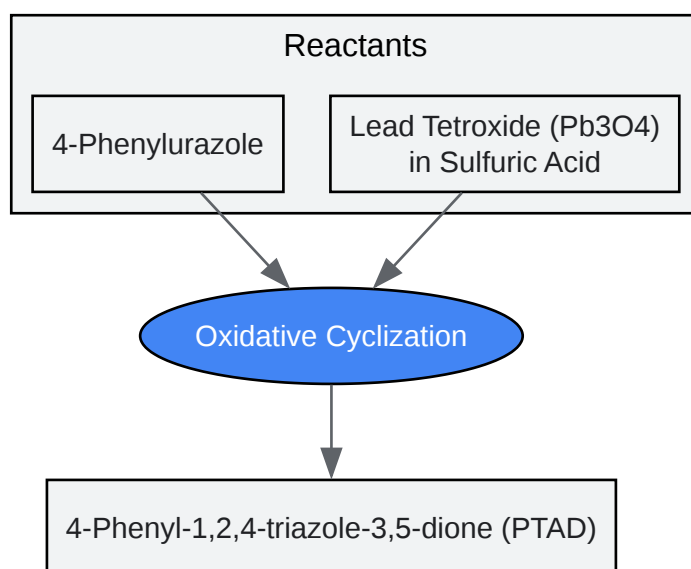 Reactants
4-Phenylurazole
Lead Tetroxide (Pb3O4)
in Sulfuric Acid
Oxidative Cyclization
4-Phenyl-1,2,4-triazole-3,5-dione (PTAD)